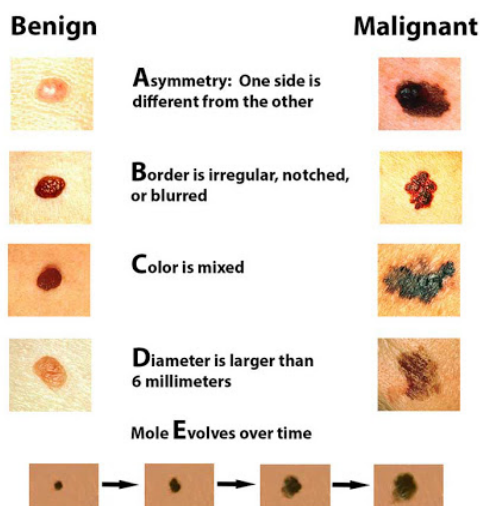 Benign
Malignant
Asymmetry: One side is
different from the other
Border is irregular, notched,
or blurred
Color is mixed
Diameter is larger than
6 millimeters
Mole Evolves over time